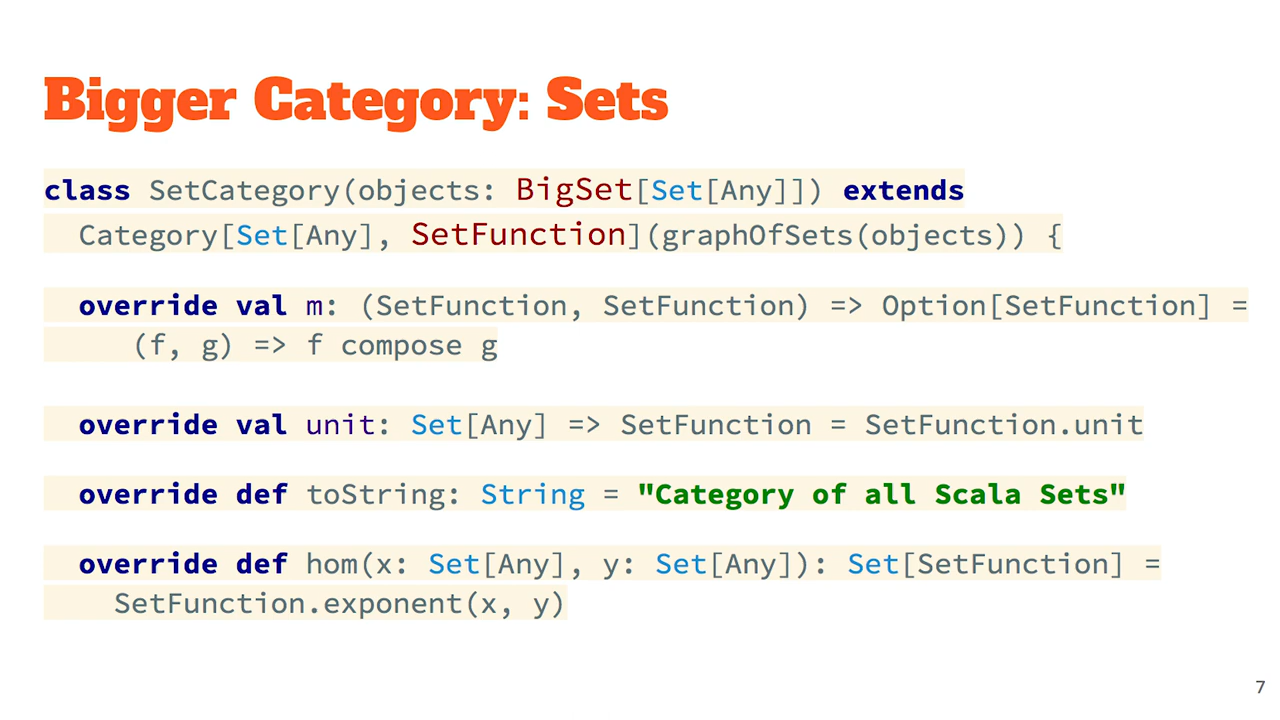 Bigger Category: Sets
class SetCategory(objects: BigSet[Set[Any]]) extends
Category[Set[Any], SetFunction](graphOfSets(objects)) {
override val m: (SetFunction, SetFunction) => Option[SetFunction] =
(f, g) => f compose g
override val unit: Set[Any] => SetFunction = SetFunction.unit
override def toString: String = "Category of all Scala Sets"
override def hom(x: Set[Any], y: Set[Any]): Set[SetFunction] =
SetFunction.exponent(x, y)
7